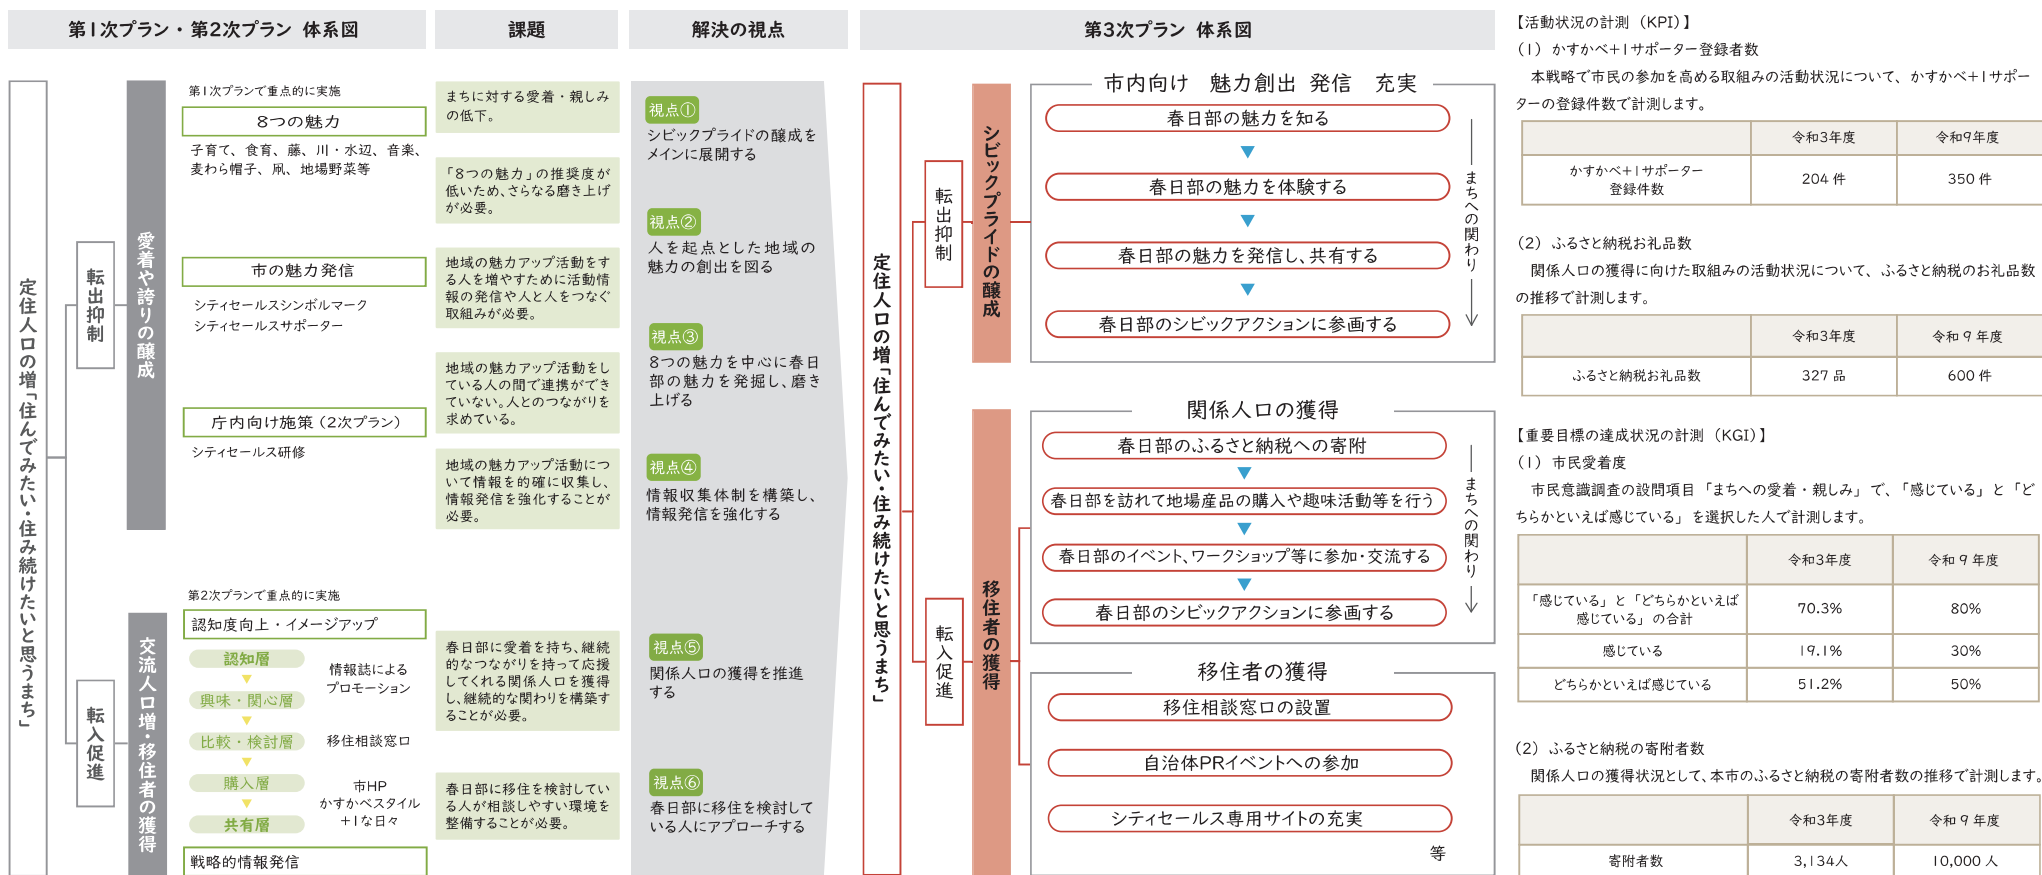 第1次プラン・第2次プラン 体系図
定住人口の増「住んでみたい・住み続けたいと思うまち」
転出抑制
愛着や誇りの醸成
第1次プランで重点的に実施
8つの魅力
子育て、食育、藤、川・水辺、音楽、
麦わら帽子、凧、地場野菜等
市の魅力発信
シティセールスシンボルマーク
シティセールスサポーター
庁内向け施策(2次プラン)
シティセールス研修
転入促進
交流人口増・移住者の獲得
第2次プランで重点的に実施
認知度向上・イメージアップ
認知層
興味・関心層
比較・検討層
購入層
共有層
情報誌による
プロモーション
移住相談窓口
市HP
かすかべスタイル
+1な日々
戦略的情報発信
課題
まちに対する愛着・親しみ
の低下。
「8つの魅力」の推奨度が
低いため、さらなる磨き上げ
が必要。
地域の魅力アップ活動をす
る人を増やすために活動情
報の発信や人と人をつなぐ
取組みが必要。
地域の魅力アップ活動をし
ている人の間で連携ができ
ていない。人とのつながりを
求めている。
地域の魅力アップ活動につ
いて情報を的確に収集し、
情報発信を強化することが
必要。
春日部に愛着を持ち、継続
的なつながりを持って応援
してくれる関係人口を獲得
し、継続的な関わりを構築す
ることが必要。
春日部に移住を検討してい
る人が相談しやすい環境を
整備することが必要。
解決の視点
視点①
シビックプライドの醸成を
メインに展開する
視点②
人を起点とした地域の
魅力の創出を図る
視点③
8つの魅力を中心に春日
部の魅力を発掘し、磨き
上げる
視点④
情報収集体制を構築し、
情報発信を強化する
視点⑤
関係人口の獲得を推進
する
視点⑥
春日部に移住を検討して
いる人にアプローチする
第3次プラン 体系図
定住人口の増「住んでみたい・住み続けたいと思うまち」
転出抑制
シビックプライドの醸成
市内向け 魅力創出 発信 充実
春日部の魅力を知る
春日部の魅力を体験する
春日部の魅力を発信し、共有する
春日部のシビックアクションに参画する
まちへの関わり
転入促進
移住者の獲得
関係人口の獲得
春日部のふるさと納税への寄附
春日部を訪れて地場産品の購入や趣味活動等を行う
春日部のイベント、ワークショップ等に参加・交流する
春日部のシビックアクションに参画する
まちへの関わり
移住者の獲得
移住相談窓口の設置
自治体PRイベントへの参加
シティセールス専用サイトの充実
等
【活動状況の計測(KPI)】
(1)かすかべ+1サポーター登録者数
本戦略で市民の参加を高める取組みの活動状況について、かすかべ+1サポー
ターの登録件数で計測します。
令和3年度 令和9年度
かすかべ+1サポーター
登録件数 204 件 350 件
(2)ふるさと納税お礼品数
関係人口の獲得に向けた取組みの活動状況について、ふるさと納税のお礼品数
の推移で計測します。
令和3年度 令和 9 年度
ふるさと納税お礼品数 327 品 600 件
【重要目標の達成状況の計測(KGI)】
(1)市民愛着度
市民意識調査の設問項目「まちへの愛着・親しみ」で、「感じている」と「ど
ちらかといえば感じている」を選択した人で計測します。
令和3年度 令和 9 年度
「感じている」と「どちらかといえば
感じている」の合計 70.3% 80%
感じている 19.1% 30%
どちらかといえば感じている 51.2% 50%
(2)ふるさと納税の寄附者数
関係人口の獲得状況として、本市のふるさと納税の寄附者数の推移で計測します。
令和3年度 令和 9 年度
寄附者数 3,134人 10,000 人